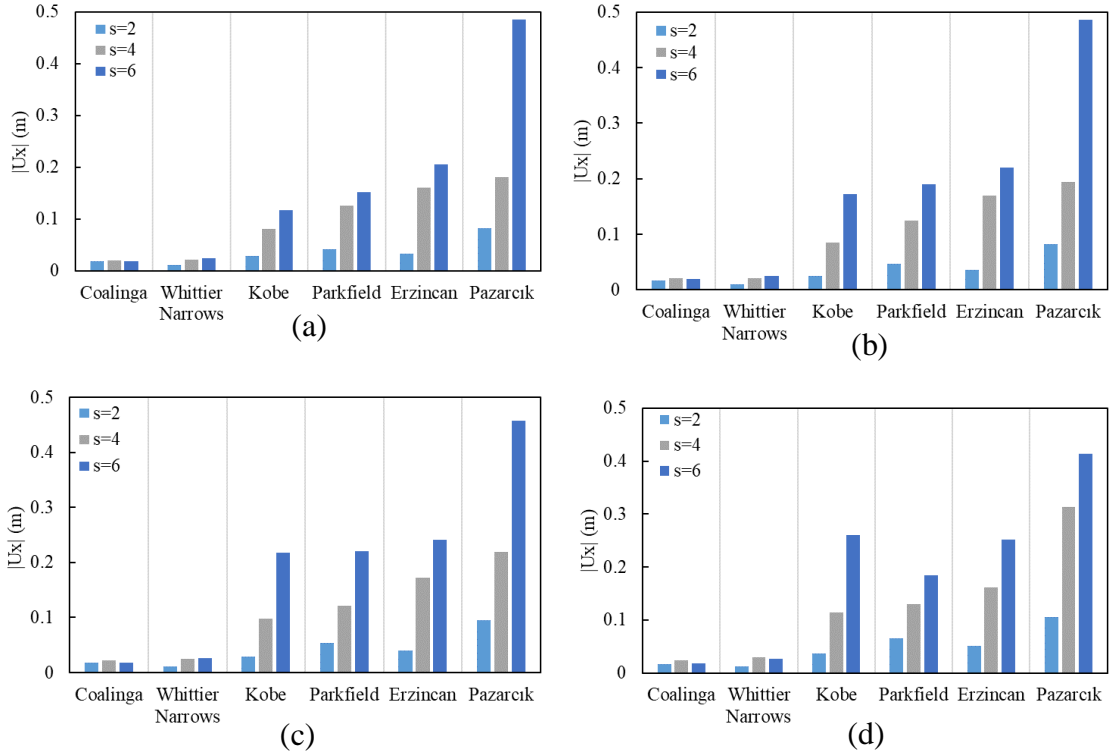 0.5
0.4
0.3
0.2
0.1
0
|Ux| (m)
s=2
s=4
s=6
Coalinga Whittier Kobe Parkfield Erzincan Pazarcık
Narrows
(a)
0.5
0.4
0.3
0.2
0.1
0
|Ux| (m)
s=2
s=4
s=6
Coalinga Whittier Kobe Parkfield Erzincan Pazarcık
Narrows
(b)
0.5
0.4
0.3
0.2
0.1
0
|Ux| (m)
s=2
s=4
s=6
Coalinga Whittier Kobe Parkfield Erzincan Pazarcık
Narrows
(c)
0.5
0.4
0.3
0.2
0.1
0
|Ux| (m)
s=2
s=4
s=6
Coalinga Whittier Kobe Parkfield Erzincan Pazarcık
Narrows
(d)